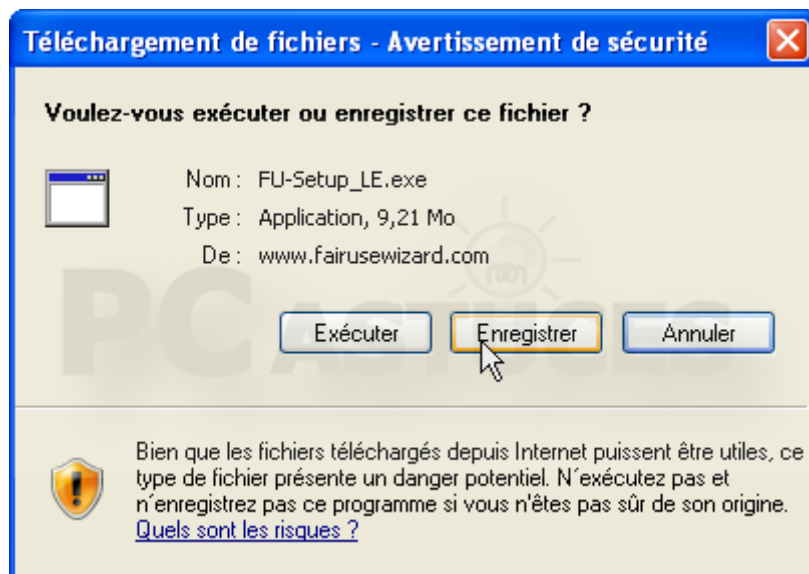 Téléchargement de fichiers - Avertissement de sécurité
Voulez-vous exécuter ou enregistrer ce fichier ?
Nom : FU-Setup_LE.exe
Type : Application, 9,21 Mo
De : www.fairusewizard.com
PC ASTUCES
Exécuter Enregistrer Annuler
Bien que les fichiers téléchargés depuis Internet puissent être utiles, ce
type de fichier présente un danger potentiel. N´exécutez pas et
n´enregistrez pas ce programme si vous n'êtes pas sûr de son origine.
Quels sont les risques ?